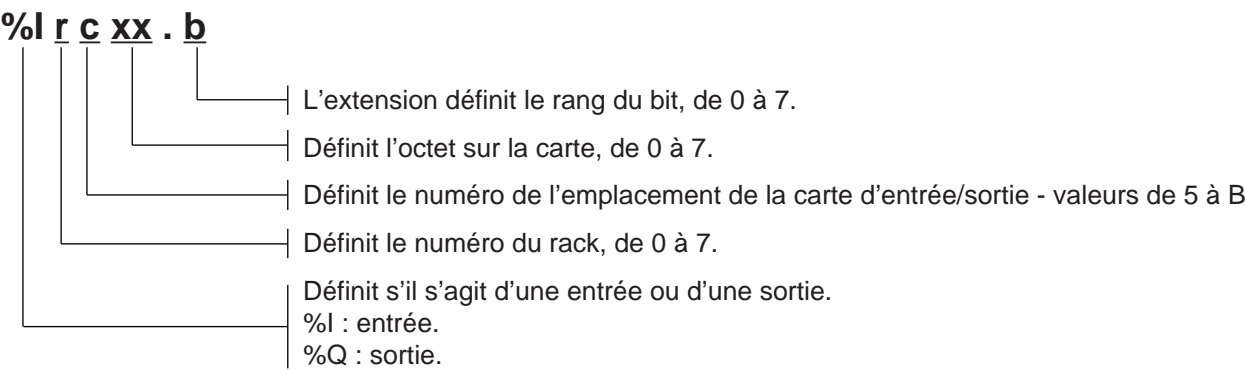 %I r c xx . b
L’extension définit le rang du bit, de 0 à 7.
Définit l’octet sur la carte, de 0 à 7.
Définit le numéro de l’emplacement de la carte d’entrée/sortie - valeurs de 5 à B
Définit le numéro du rack, de 0 à 7.
Définit s’il s’agit d’une entrée ou d’une sortie.
%I : entrée.
%Q : sortie.